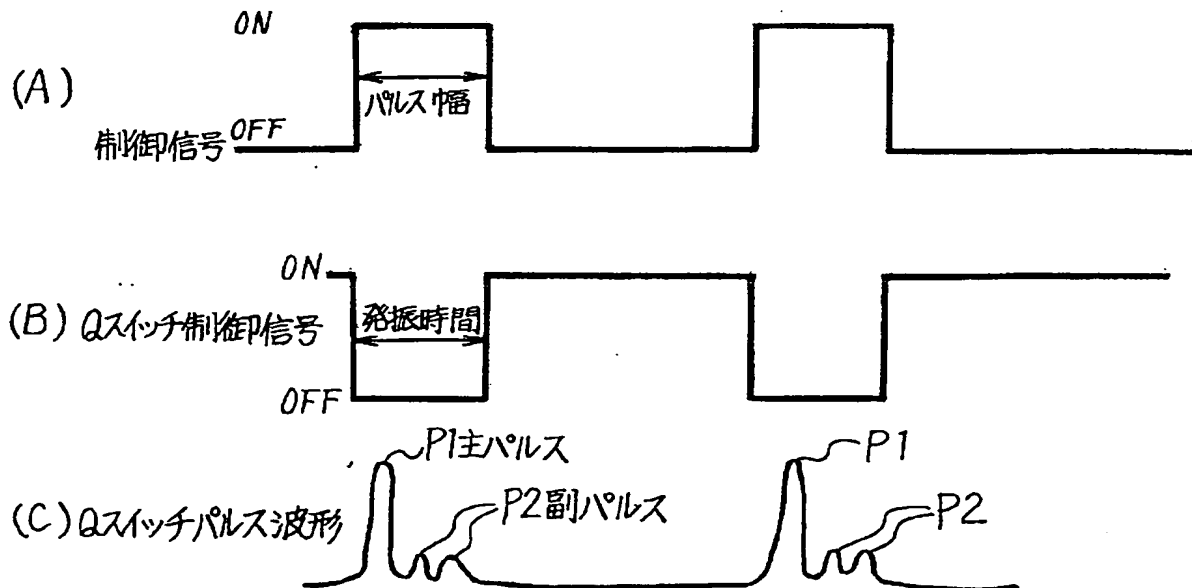 ON
(A)
パルス幅
制御信号 OFF
ON
(B) Qスイッチ制御信号
発振時間
OFF
P1主パルス
P1
(C) Qスイッチパルス波形
P2副パルス
P2